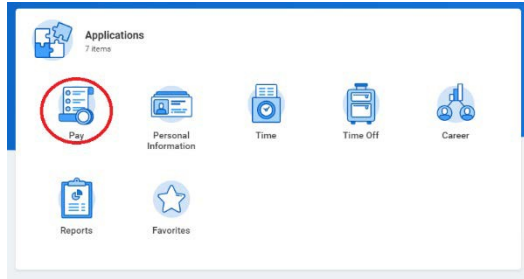 Applications
7 items
Pay
Personal
Information
Time
Time Off
Career
Reports
Favorites